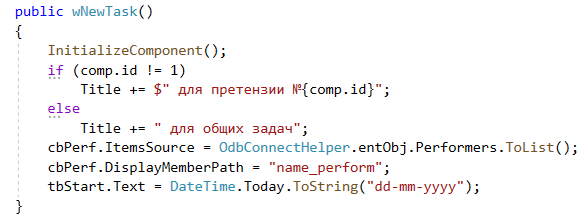 public wNewTask()
{
InitializeComponent();
if (comp.id != 1)
Title += $" для претензии №{comp.id}";
else
Title += " для общих задач";
cbPerf.ItemsSource = OdbConnectHelper.entObj.Performers.ToList();
cbPerf.DisplayMemberPath = "name_perform";
tbStart.Text = DateTime.Today.ToString("dd-mm-yyyy");
}